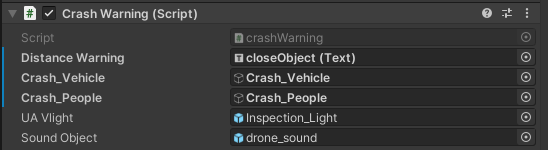 Crash Warning (Script)
Script crashWarning
Distance Warning closeObject (Text)
Crash_Vehicle Crash_Vehicle
Crash_People Crash_People
UA Vlight Inspection_Light
Sound Object drone_sound